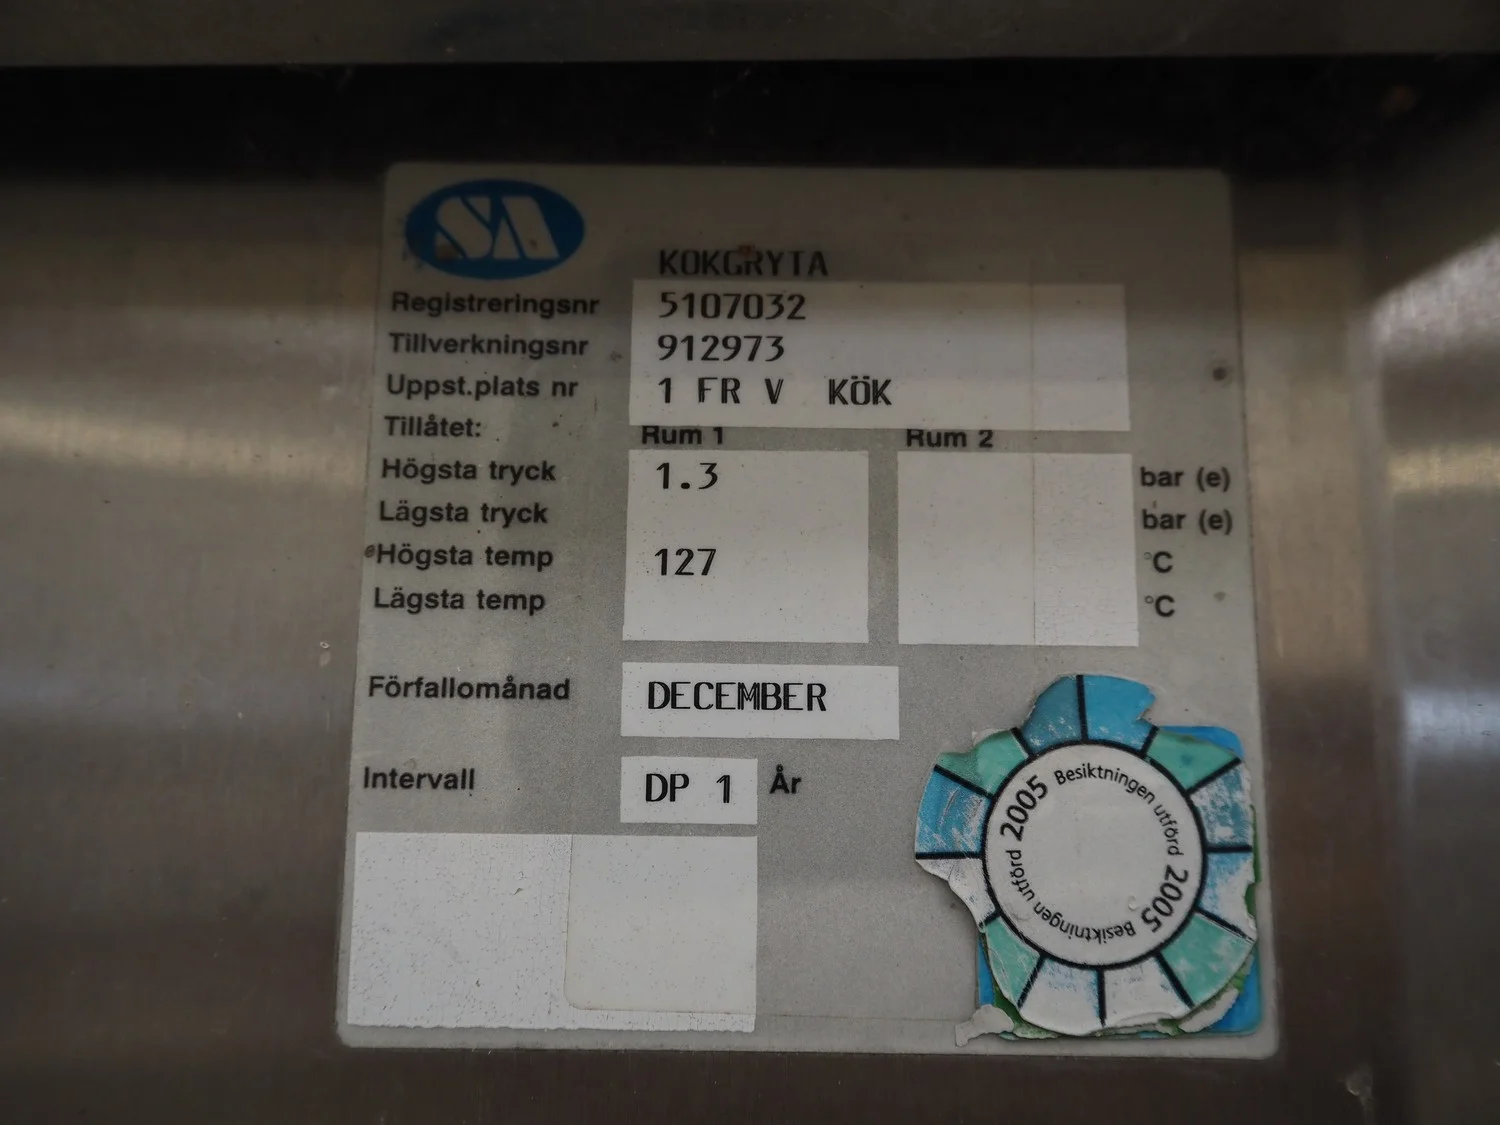 SA
KOKGRYTA
Registreringsnr 5107032
Tillverkningsnr 912973
Uppst.plats nr 1 FR V KÖK
Tillåtet: Rum 1 Rum 2
Högsta tryck 1.3 bar (e)
Lägsta tryck bar (e)
Högsta temp 127 °C
Lägsta temp °C
Förfallomånad DECEMBER
Intervall DP 1 År
2005 Besiktningen utförd
2005 Besiktningen utförd